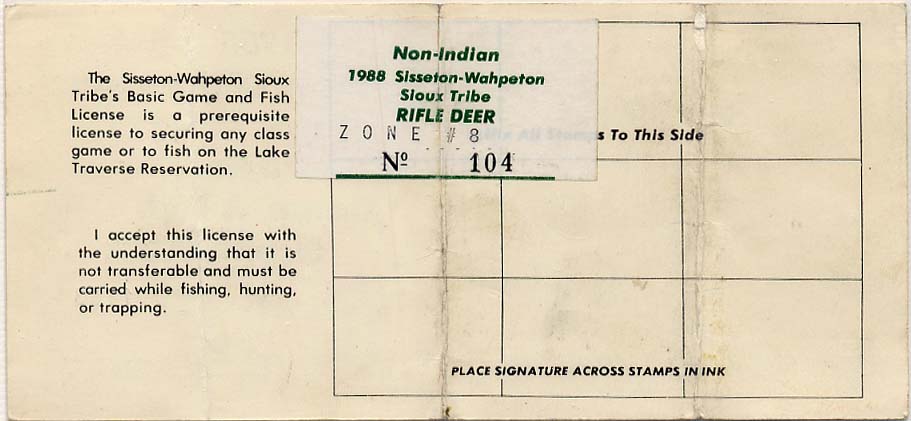 The Sisseton-Wahpeton Sioux
Tribe's Basic Game and Fish
License is a prerequisite
license to securing any class
game or to fish on the Lake
Traverse Reservation.
I accept this license with
the understanding that it is
not transferable and must be
carried while fishing, hunting,
or trapping.
Non-Indian
1988 Sisseton-Wahpeton
Sioux Tribe
RIFLE DEER
ZONE #8
Nº 104
Affix All Stamps To This Side
PLACE SIGNATURE ACROSS STAMPS IN INK